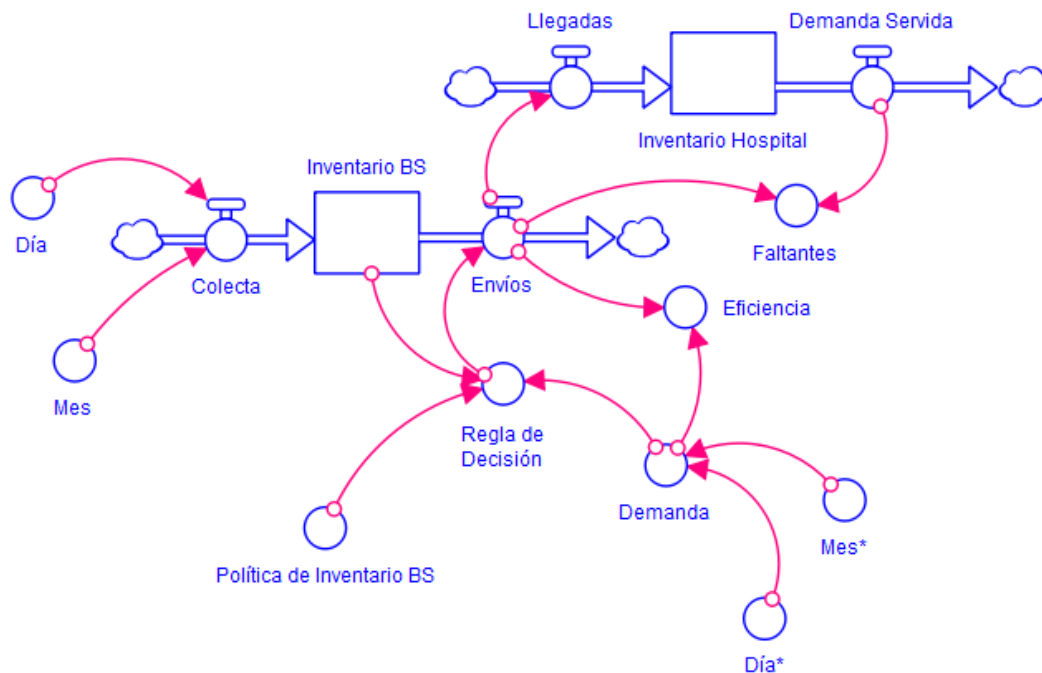 Llegadas
Demanda Servida
Inventario Hospital
Inventario BS
Día
Colecta
Envíos
Faltantes
Eficiencia
Mes
Regla de
Decisión
Demanda
Mes*
Política de Inventario BS
Día*